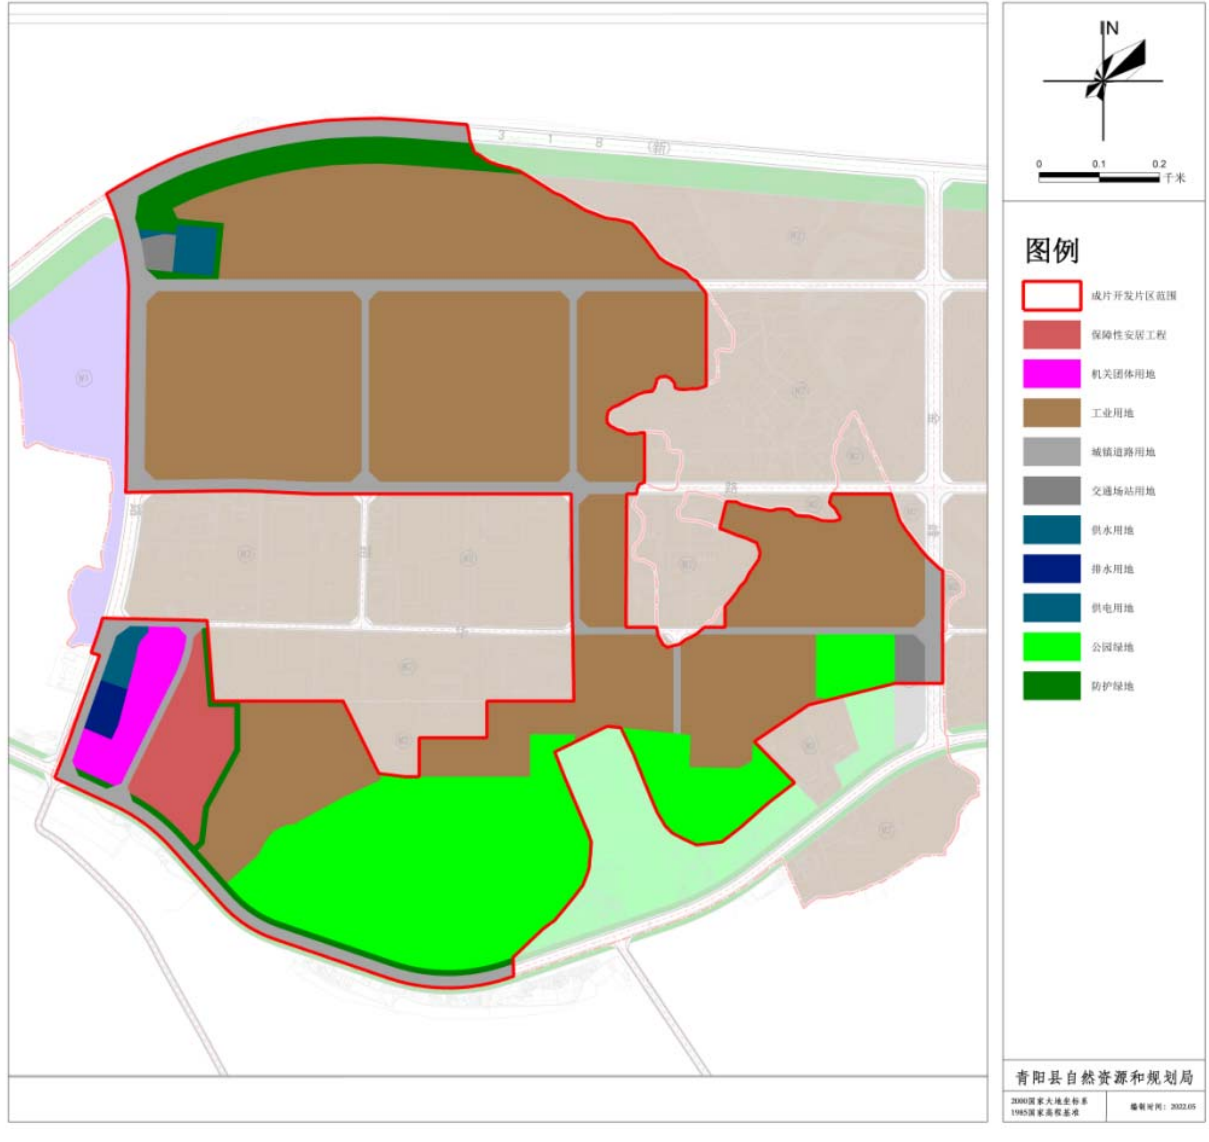 N
0 0.1 0.2
千米
图例
成片开发片区范围
保障性安居工程
机关团体用地
工业用地
城镇道路用地
交通场站用地
供水用地
排水用地
供电用地
公园绿地
防护绿地
3 1 8 (新)
路
青阳县自然资源和规划局
2000国家大地坐标系
1985国家高程基准
编制时间：2022.05